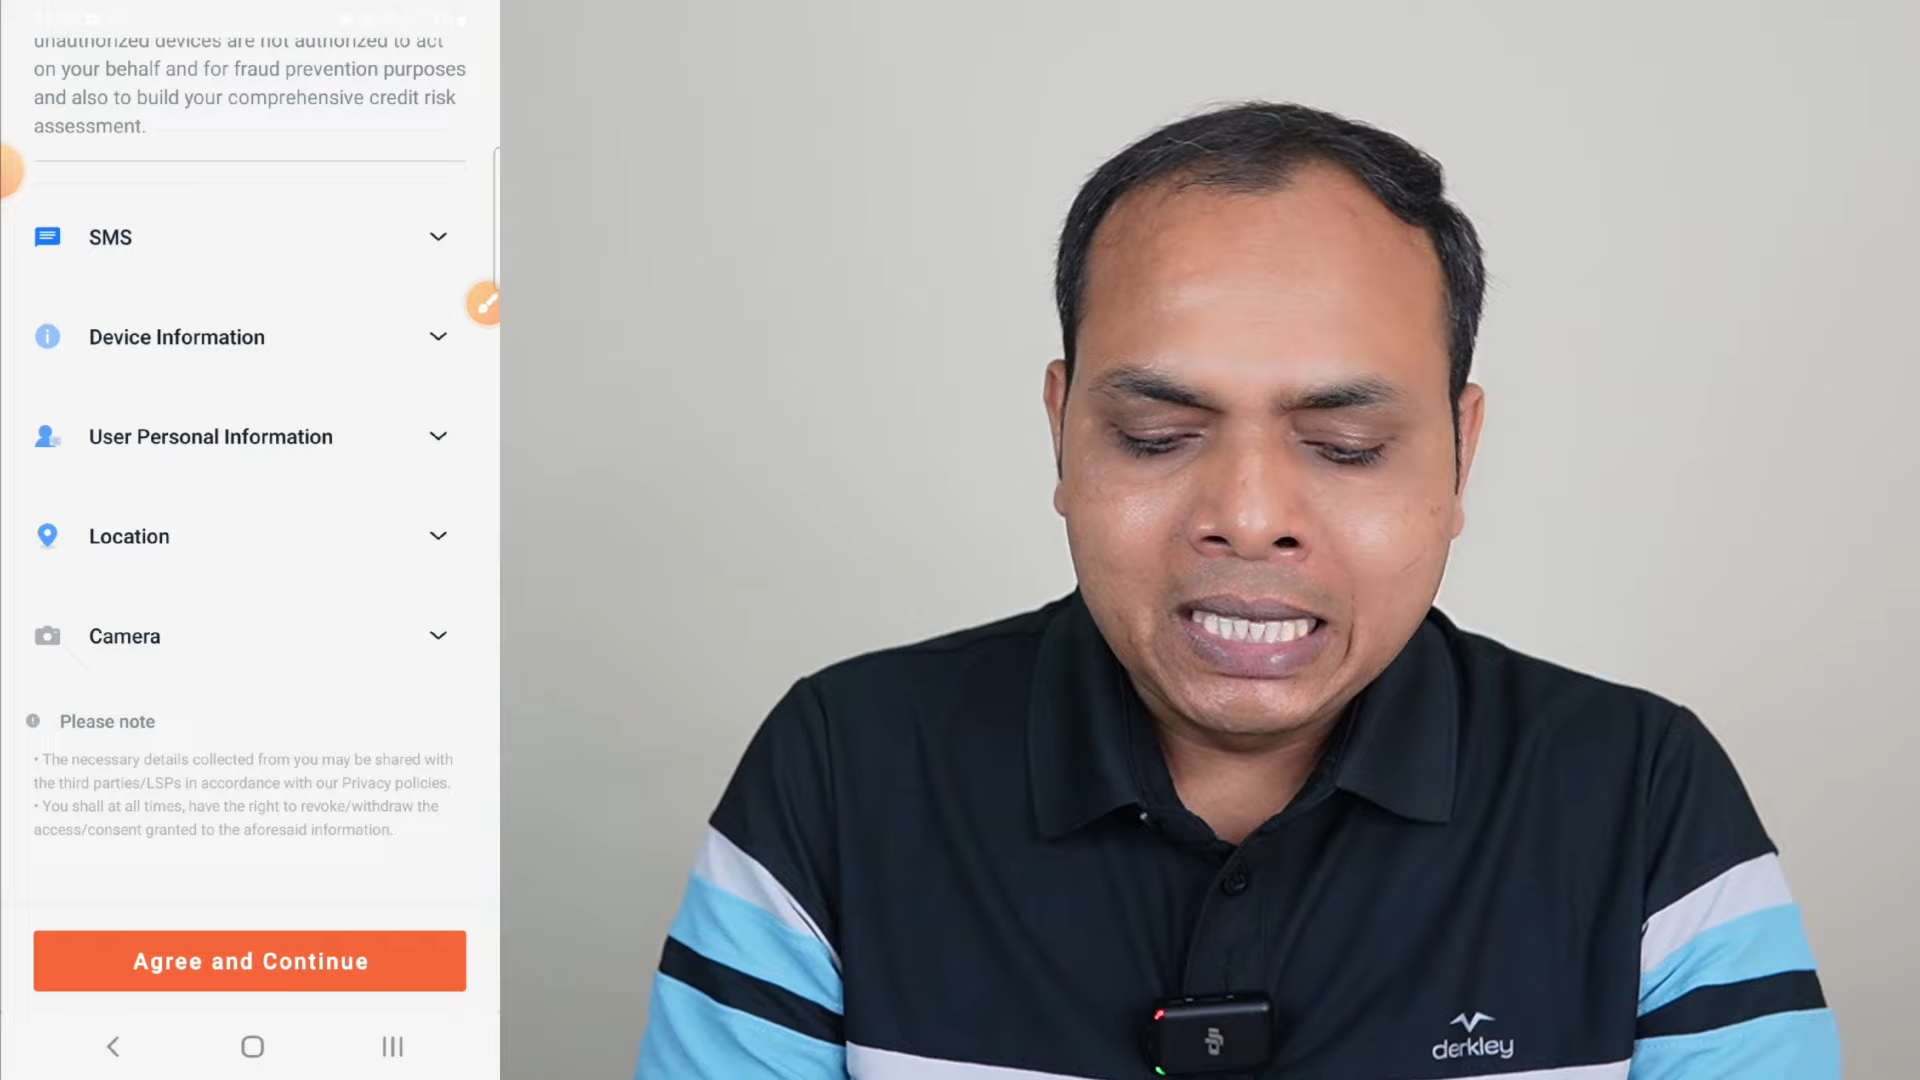 unauthorized devices are not authorized to act
on your behalf and for fraud prevention purposes
and also to build your comprehensive credit risk
assessment.
SMS
Device Information
User Personal Information
Location
Camera
Please note
• The necessary details collected from you may be shared with
the third parties/LSPs in accordance with our Privacy policies.
• You shall at all times, have the right to revoke/withdraw the
access/consent granted to the aforesaid information.
Agree and Continue
derkley